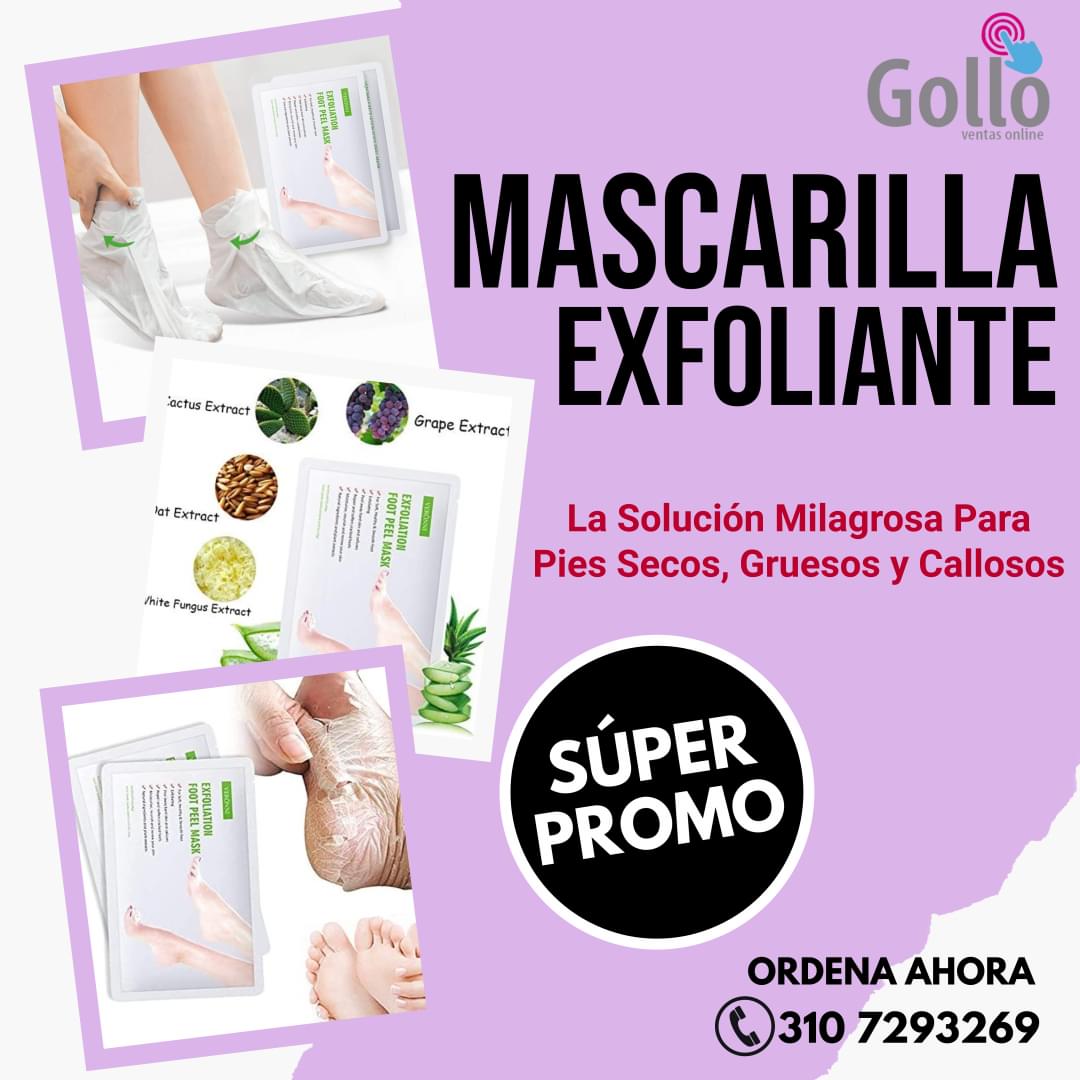 Gollo
ventas online
MASCARILLA
EXFOLIANTE
La Solución Milagrosa Para
Pies Secos, Gruesos y Callosos
SÚPER
PROMO
ORDENA AHORA
310 7293269
EXFOLIATION
FOOT PEEL MASK
Cactus Extract
Grape Extract
Oat Extract
White Fungus Extract
VERONNI
EXFOLIATION
FOOT PEEL MASK
EXFOLIATION
FOOT PEEL MASK